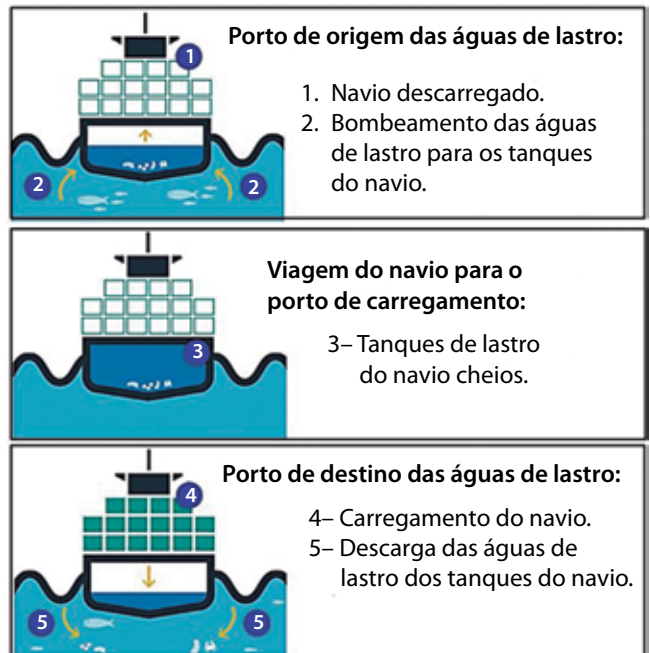 Porto de origem das águas de lastro:
1
1. Navio descarregado.
2. Bombeamento das águas
de lastro para os tanques
do navio.
2
2
Viagem do navio para o
porto de carregamento:
3
3– Tanques de lastro
do navio cheios.
Porto de destino das águas de lastro:
4
4– Carregamento do navio.
5– Descarga das águas de
lastro dos tanques do navio.
5
5